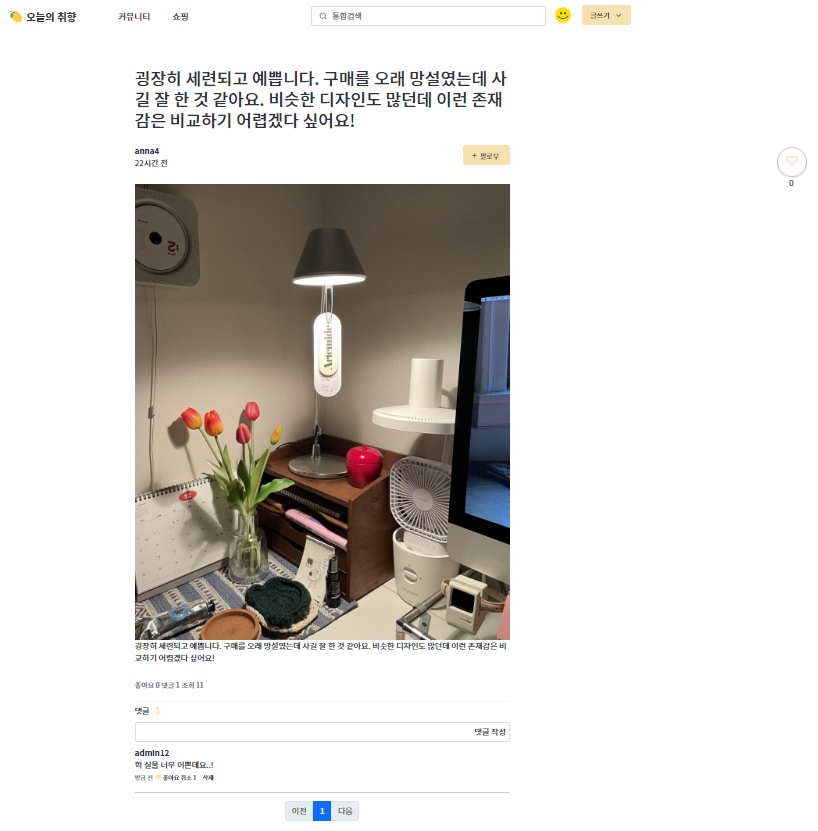 오늘의 취향
커뮤니티
쇼핑
통합검색
글쓰기
굉장히 세련되고 예쁩니다. 구매를 오래 망설였는데 사
길 잘 한 것 같아요. 비슷한 디자인도 많던데 이런 존재
감은 비교하기 어렵겠다 싶어요!
anna4
22시간 전
+ 팔로우
0
Artemide
12
굉장히 세련되고 예쁩니다. 구매를 오래 망설였는데 사길 잘 한 것 같아요. 비슷한 디자인도 많던데 이런 존재감은 비
교하기 어렵겠다 싶어요!
좋아요 0 댓글 1 조회 11
댓글 1
댓글 작성
admin12
헉 실물 너무 이쁜데요..!
방금 전 좋아요 취소 1 삭제
이전 1 다음